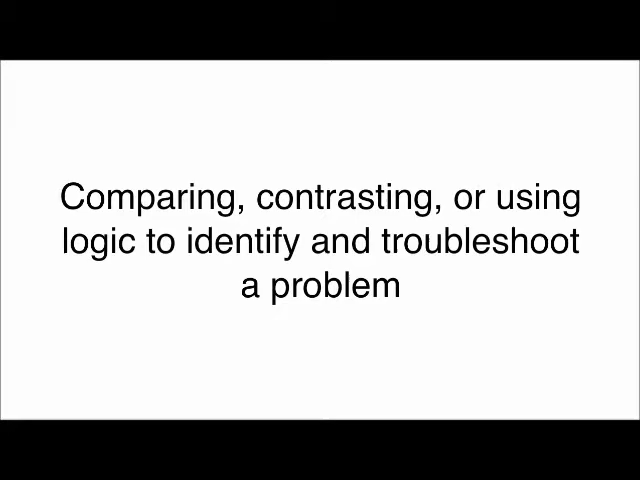 Comparing, contrasting, or using
logic to identify and troubleshoot
a problem